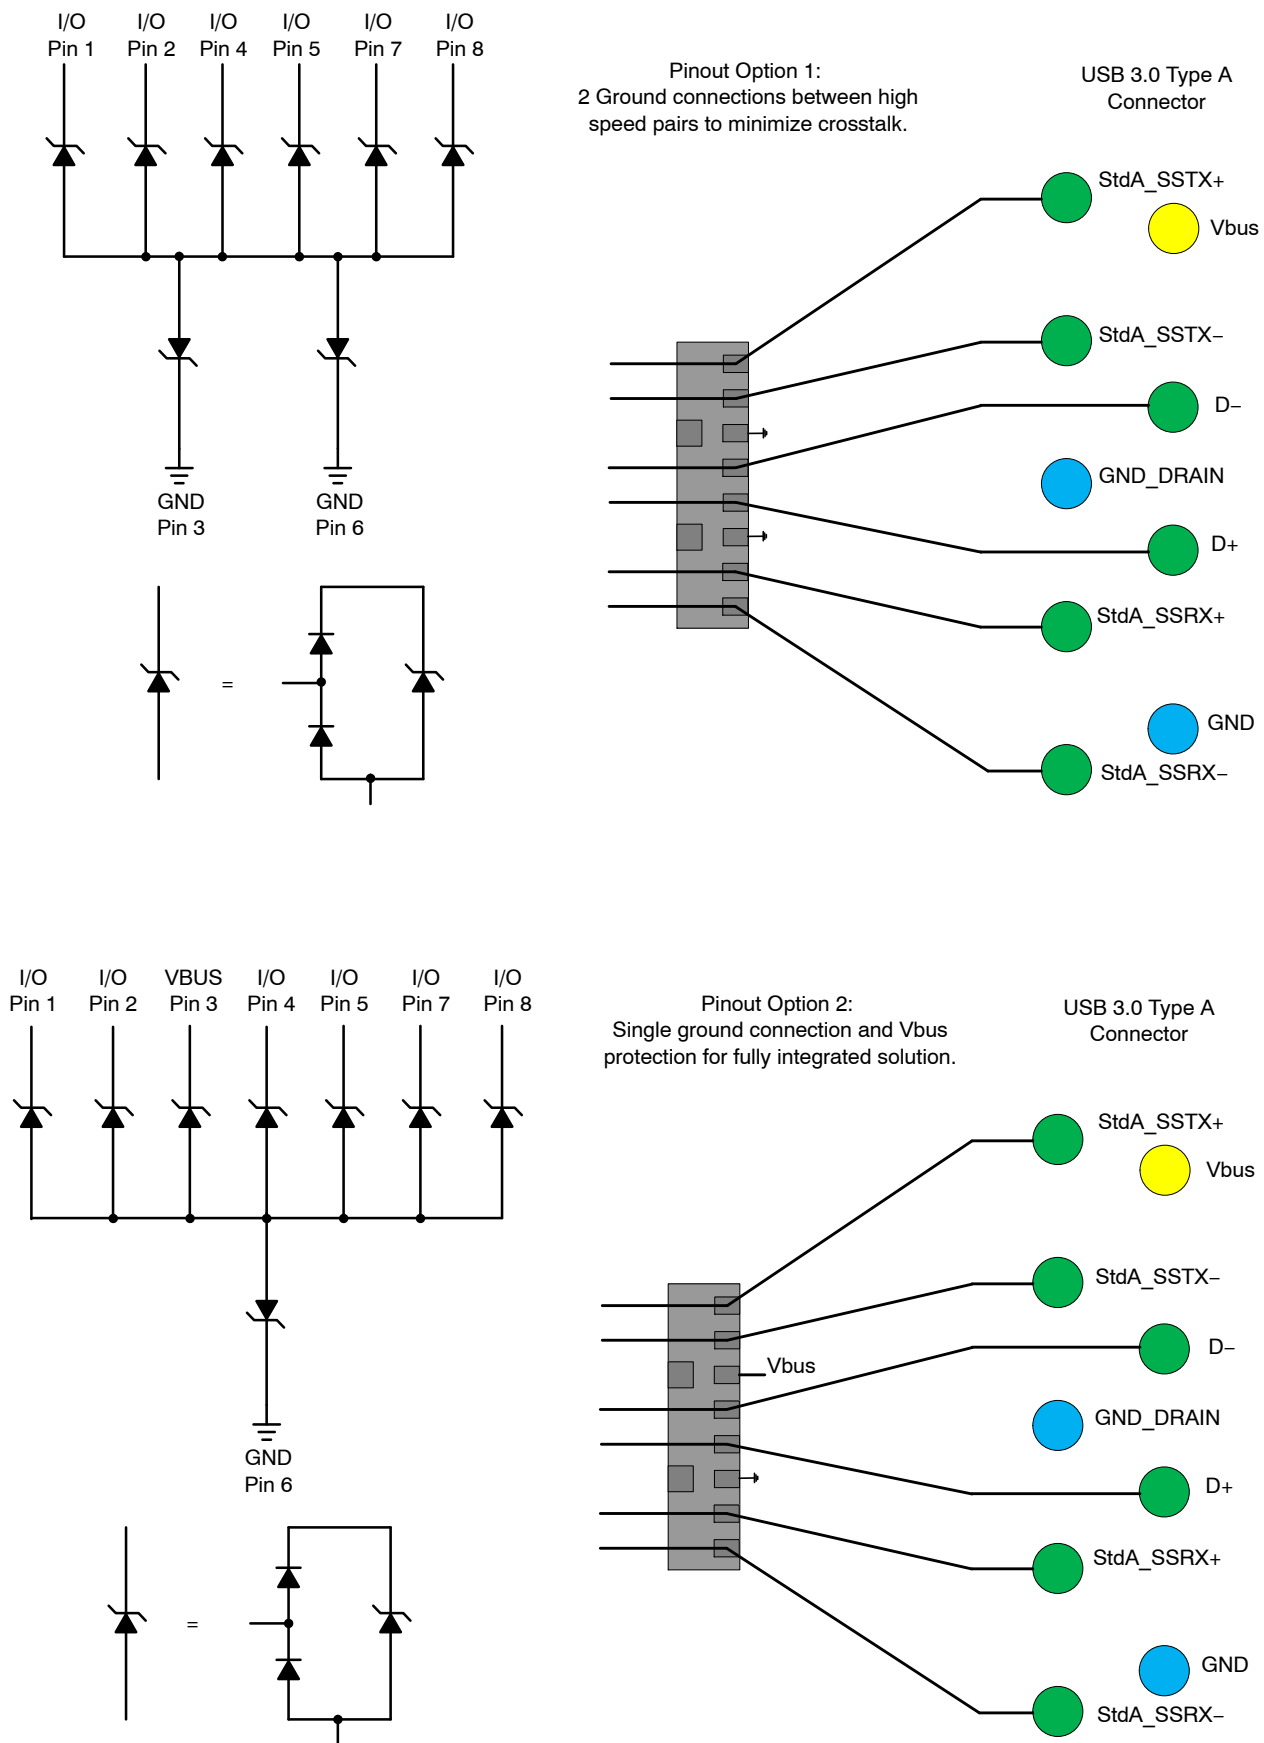 I/O I/O I/O I/O I/O I/O
Pin 1 Pin 2 Pin 4 Pin 5 Pin 7 Pin 8
GND GND
Pin 3 Pin 6
=
Pinout Option 1:
2 Ground connections between high
speed pairs to minimize crosstalk.
USB 3.0 Type A
Connector
StdA_SSTX+
Vbus
StdA_SSTX−
D−
GND_DRAIN
D+
StdA_SSRX+
GND
StdA_SSRX−
I/O I/O VBUS I/O I/O I/O I/O
Pin 1 Pin 2 Pin 3 Pin 4 Pin 5 Pin 7 Pin 8
GND
Pin 6
=
Pinout Option 2:
Single ground connection and Vbus
protection for fully integrated solution.
USB 3.0 Type A
Connector
StdA_SSTX+
Vbus
StdA_SSTX−
D−
Vbus
GND_DRAIN
D+
StdA_SSRX+
GND
StdA_SSRX−